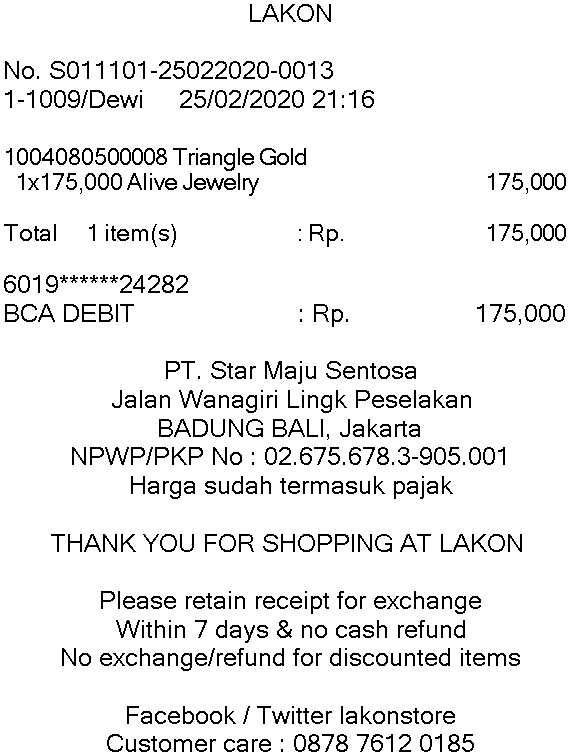 LAKON
No. S011101-25022020-0013
1-1009/Dewi 25/02/2020 21:16
1004080500008 Triangle Gold
1x175,000 Alive Jewelry 175,000
Total 1 item(s) : Rp. 175,000
6019******24282
BCA DEBIT : Rp. 175,000
PT. Star Maju Sentosa
Jalan Wanagiri Lingk Peselakan
BADUNG BALI, Jakarta
NPWP/PKP No : 02.675.678.3-905.001
Harga sudah termasuk pajak
THANK YOU FOR SHOPPING AT LAKON
Please retain receipt for exchange
Within 7 days & no cash refund
No exchange/refund for discounted items
Facebook / Twitter lakonstore
Customer care : 0878 7612 0185